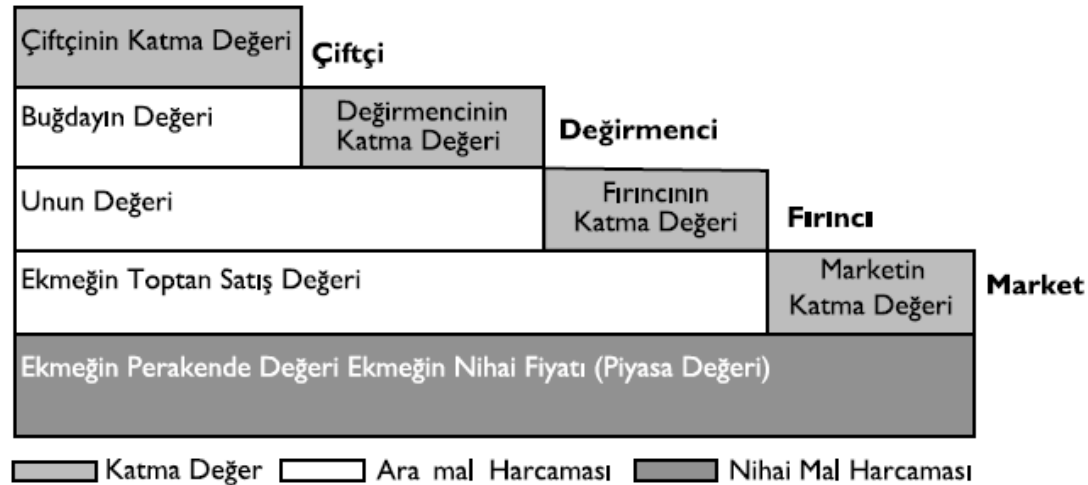 Çiftçinin Katma Değeri
Çiftçi
Buğdayın Değeri
Değirmencinin
Katma Değeri
Değirmenci
Unun Değeri
Fırıncının
Katma Değeri
Fırıncı
Ekmeğin Toptan Satış Değeri
Marketin
Katma Değeri
Market
Ekmeğin Perakende Değeri Ekmeğin Nihai Fiyatı (Piyasa Değeri)
Katma Değer
Ara mal Harcaması
Nihai Mal Harcaması